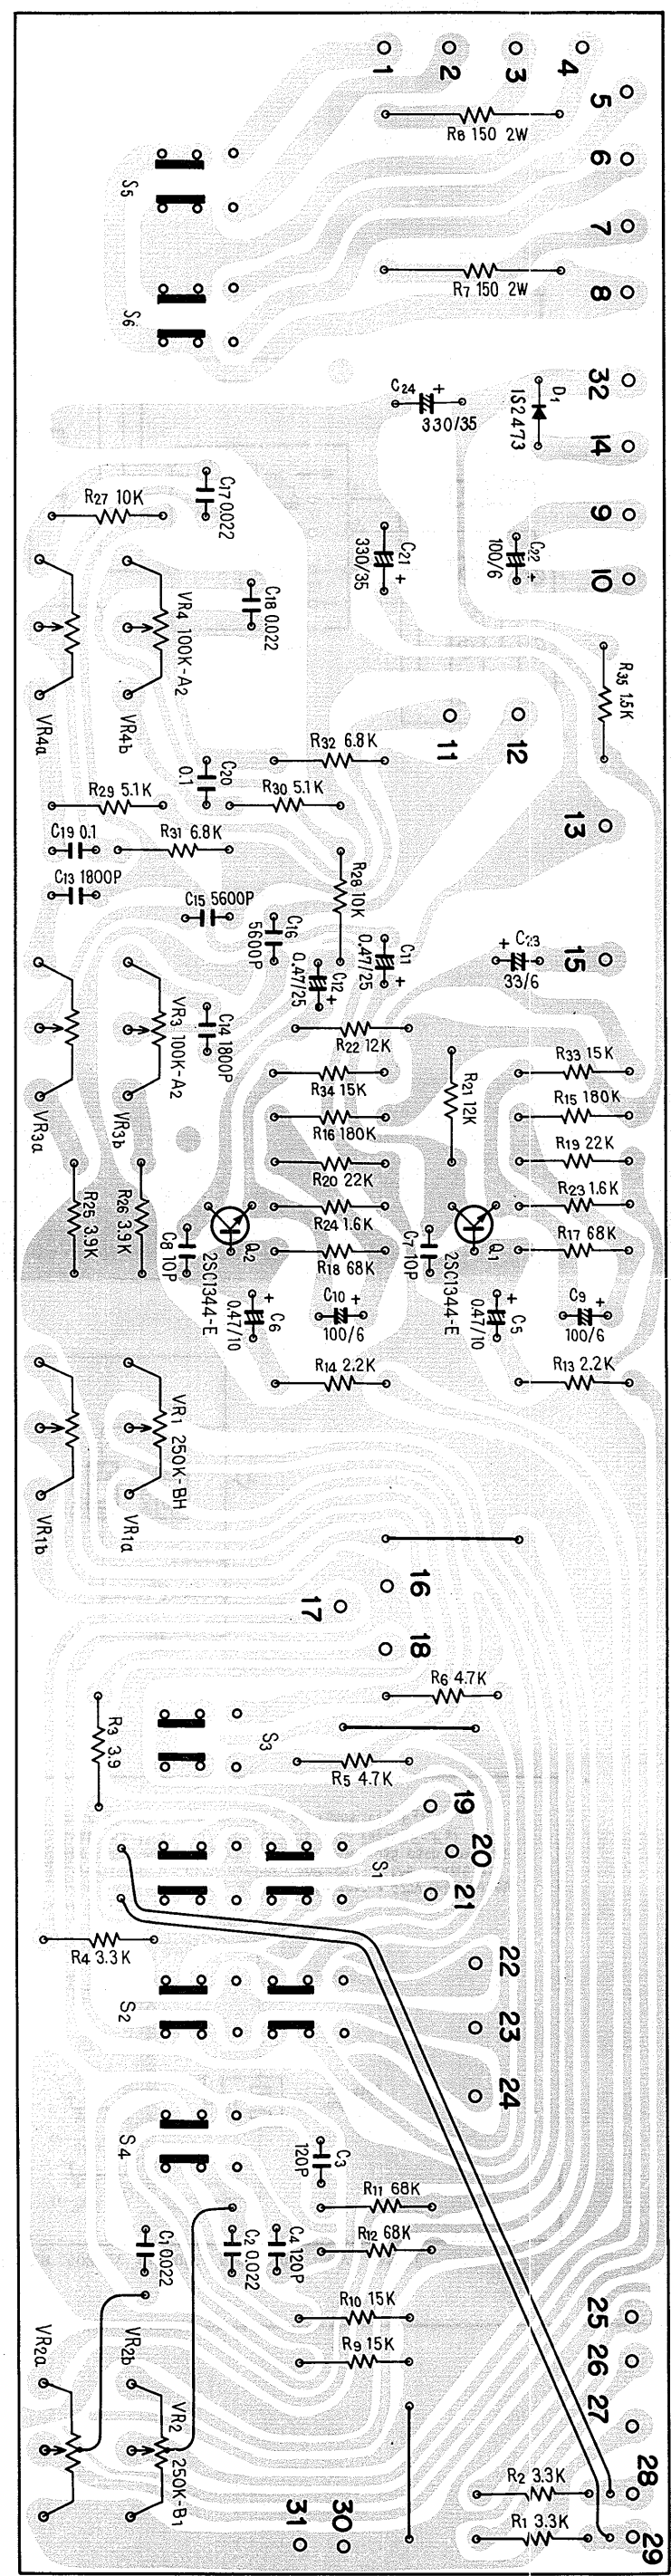 1
2
3
4
5
R8 150 2W
6
S5
7
R7 150 2W
8
S6
C24 +
330/35
D1
1S2473
32
14
R27 10K
C17 0.022
9
C21
330/35 +
C22
100/6 +
10
C18 0.022
VR4 100K-A2
VR4a
VR4b
R35 1.5K
11
12
R32 6.8K
C20
0.1
R29 5.1K
R30 5.1K
13
C19 0.1
R31 6.8K
C13 1800P
C15 5600P
R28 10K
C16
5600P
C12
0.47/25 +
C11
0.47/25 +
+ C23
33/6
15
VR3 100K-A2
C14 1800P
R22 12K
R33 15K
R34 15K
R21 12K
R15 180K
R16 180K
VR3a
VR3b
R19 22K
R20 22K
R23 1.6K
R24 1.6K
R25 3.9K
R26 3.9K
C8 10P
Q2
2SC1344-E
R18 68K
C7 10P
Q1
2SC1344-E
R17 68K
+ C6
0.47/10
C10 +
100/6
+ C5
0.47/10
C9 +
100/6
R14 2.2K
R13 2.2K
VR1 250K-BH
VR1b
VR1a
16
17
18
R6 4.7K
R3 3.9
S3
R5 4.7K
19
20
S1
21
R4 3.3K
22
S2
23
24
S4
C3
120P
R11 68K
R12 68K
C1 0.022
C2 0.022
C4 120P
R10 15K
25
R9 15K
26
VR2a
VR2b
VR2 250K-B1
27
R2 3.3K
28
R1 3.3K
29
30
31